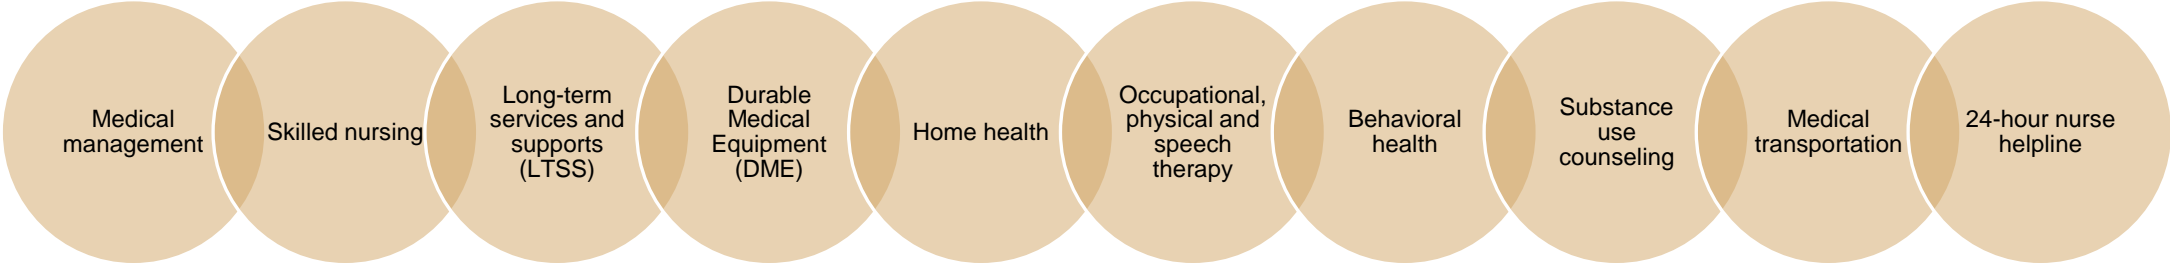 Medical
management
Skilled nursing
Long-term
services and
supports
(LTSS)
Durable
Medical
Equipment
(DME)
Home health
Occupational,
physical and
speech
therapy
Behavioral
health
Substance
use
counseling
Medical
transportation
24-hour nurse
helpline